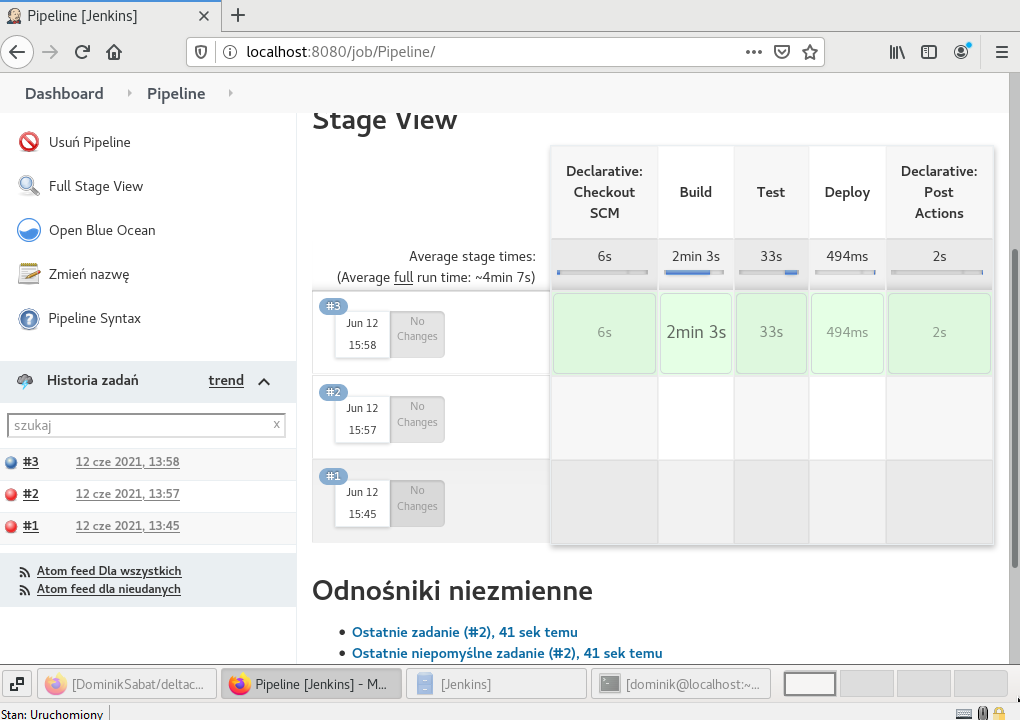 Pipeline [Jenkins]
localhost:8080/job/Pipeline/
Dashboard
Pipeline
Usuń Pipeline
Full Stage View
Open Blue Ocean
Zmień nazwę
Pipeline Syntax
Historia zadań
trend
szukaj
x
#3
12 cze 2021, 13:58
#2
12 cze 2021, 13:57
#1
12 cze 2021, 13:45
Atom feed Dla wszystkich
Atom feed dla nieudanych
Stage View
Declarative:
Checkout
SCM
Build
Test
Deploy
Declarative:
Post
Actions
Average stage times:
(Average full run time: ~4min 7s)
6s
2min 3s
33s
494ms
2s
#3
Jun 12
15:58
No
Changes
6s
2min 3s
33s
494ms
2s
#2
Jun 12
15:57
No
Changes
#1
Jun 12
15:45
No
Changes
Odnośniki niezmienne
Ostatnie zadanie (#2), 41 sek temu
Ostatnie niepomyślne zadanie (#2), 41 sek temu
[DominikSabat/deltac...
Pipeline [Jenkins] - M...
[Jenkins]
[dominik@localhost:~...
Stan: Uruchomiony